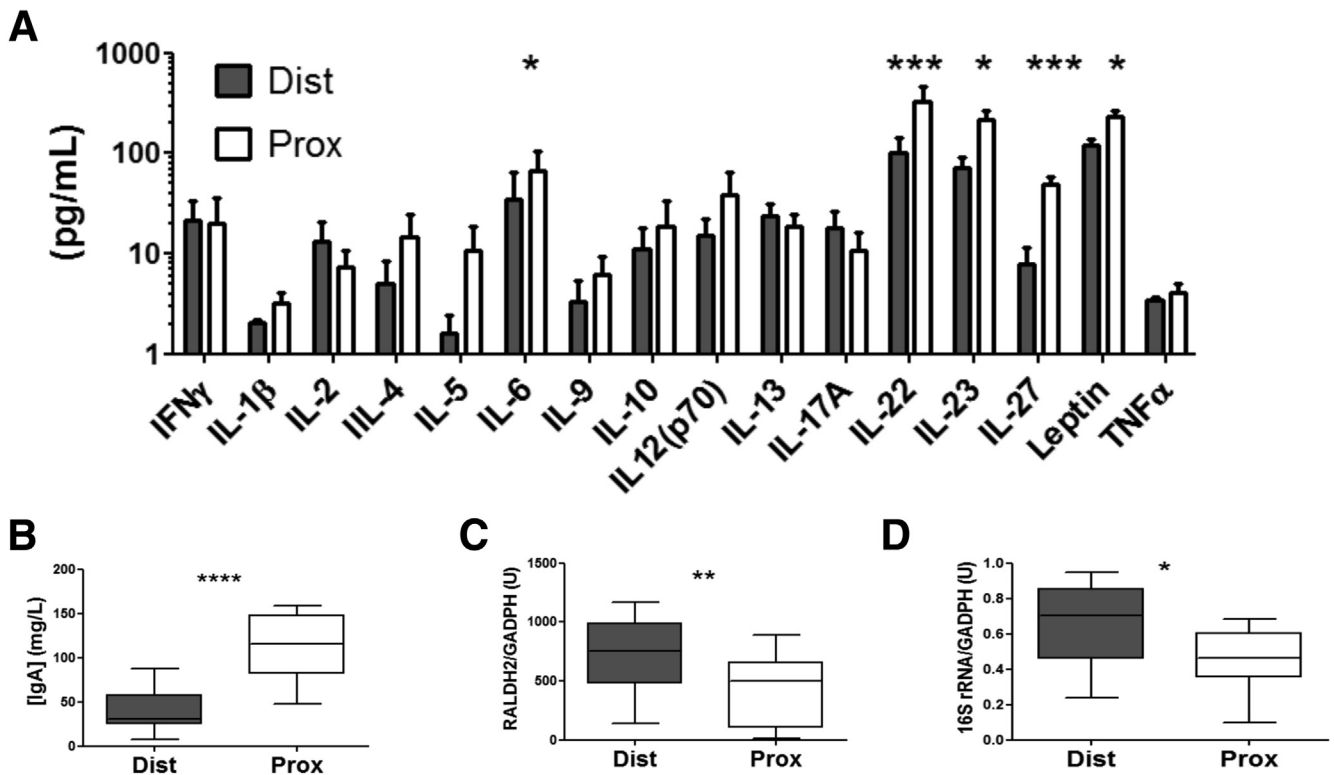 A
(pg/mL)
1000
100
10
1
Dist
Prox
* *** * *** *
IFNγ IL-1β IL-2 IIL-4 IL-5 IL-6 IL-9 IL-10 IL12(p70) IL-13 IL-17A IL-22 IL-23 IL-27 Leptin TNFα
B
[IgA] (mg/L)
200
150
100
50
0
****
Dist Prox
C
RALDH2/GADPH (U)
1500
1000
500
0
**
Dist Prox
D
16S rRNA/GADPH (U)
1.0
0.8
0.6
0.4
0.2
0.0
*
Dist Prox